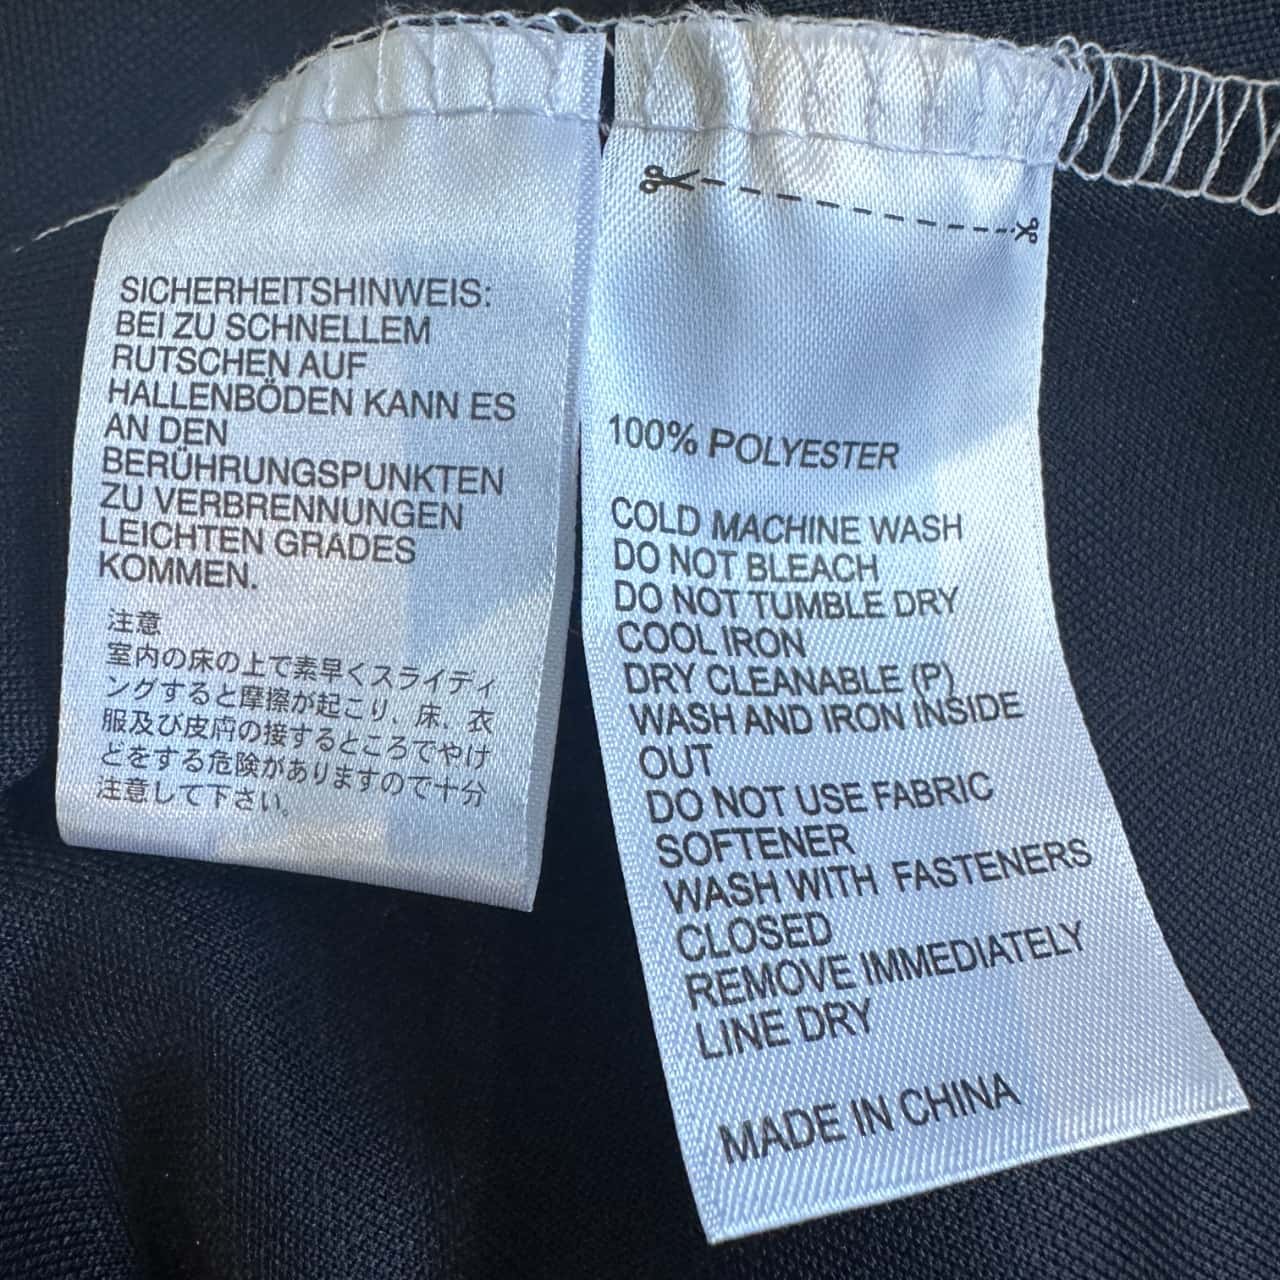 SICHERHEITSHINWEIS:
BEI ZU SCHNELLEM
RUTSCHEN AUF
HALLENBÖDEN KANN ES
AN DEN
BERÜHRUNGSPUNKTEN
ZU VERBRENNUNGEN
LEICHTEN GRADES
KOMMEN.
注意
室内の床の上で素早くスライディ
ングすると摩擦が起こり、床、衣
服及び皮膚の接するところでやけ
どをする危険がありますので十分
注意して下さい。
100% POLYESTER
COLD MACHINE WASH
DO NOT BLEACH
DO NOT TUMBLE DRY
COOL IRON
DRY CLEANABLE (P)
WASH AND IRON INSIDE
OUT
DO NOT USE FABRIC
SOFTENER
WASH WITH FASTENERS
CLOSED
REMOVE IMMEDIATELY
LINE DRY
MADE IN CHINA